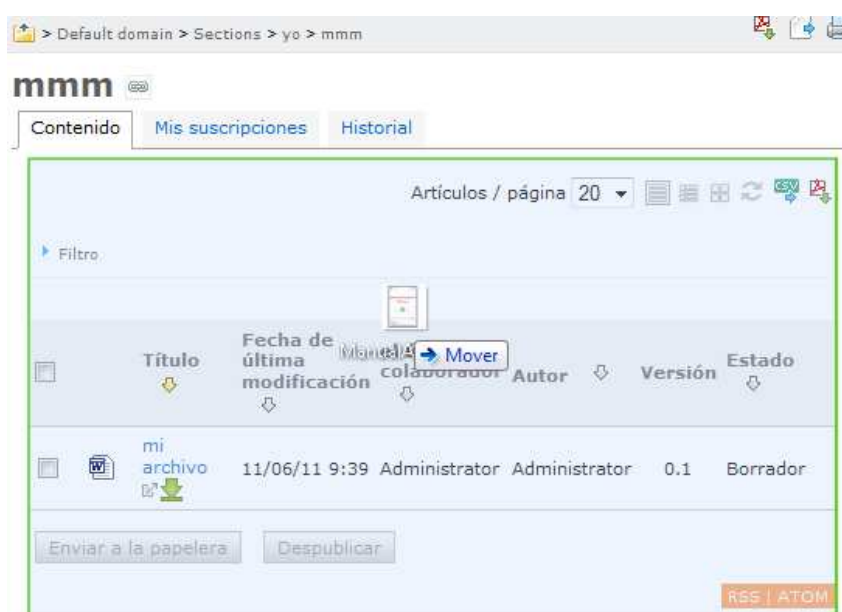 > Default domain > Sections > yo > mmm
mmm
Contenido Mis suscripciones Historial
Artículos / página 20
CSV
Filtro
Título Fecha de última modificación colaborador Autor Versión Estado
Mover
mi archivo 11/06/11 9:39 Administrator Administrator 0.1 Borrador
Enviar a la papelera Despublicar
RSS | ATOM